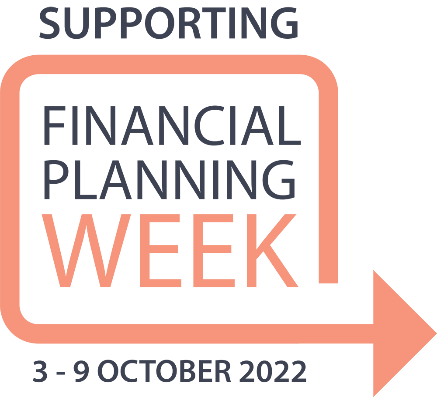 SUPPORTING
FINANCIAL
PLANNING
WEEK
3 - 9 OCTOBER 2022